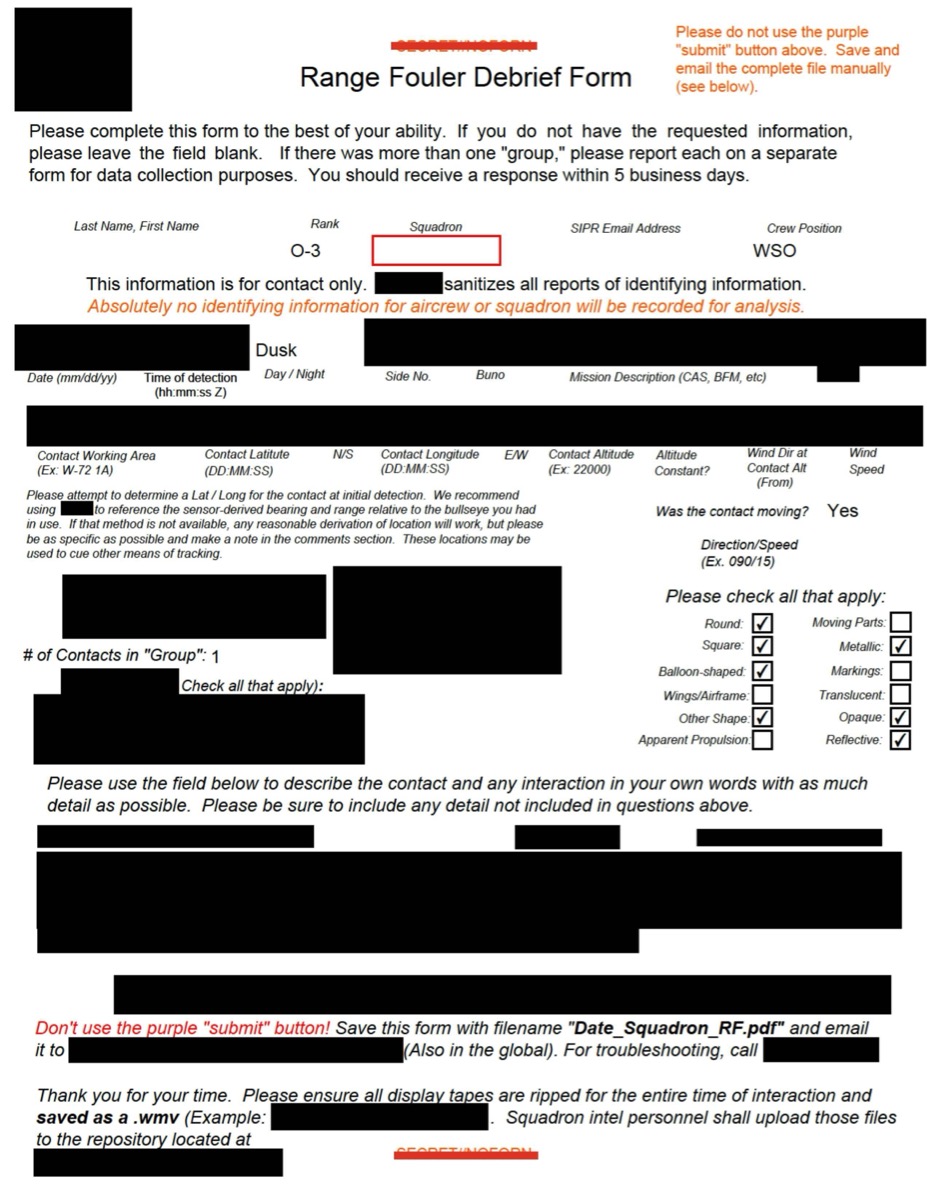 SECRET//NOFORN
Please do not use the purple
"submit" button above. Save and
email the complete file manually
(see below).
Range Fouler Debrief Form
Please complete this form to the best of your ability. If you do not have the requested information,
please leave the field blank. If there was more than one "group," please report each on a separate
form for data collection purposes. You should receive a response within 5 business days.
Last Name, First Name Rank Squadron SIPR Email Address Crew Position
O-3 WSO
This information is for contact only. sanitizes all reports of identifying information.
Absolutely no identifying information for aircrew or squadron will be recorded for analysis.
Dusk
Date (mm/dd/yy) Time of detection Day / Night Side No. Buno Mission Description (CAS, BFM, etc)
(hh:mm:ss Z)
Contact Working Area Contact Latitute N/S Contact Longitude E/W Contact Altitude Altitude Wind Dir at Wind
(Ex: W-72 1A) (DD:MM:SS) (DD:MM:SS) (Ex: 22000) Constant? Contact Alt Speed
(From)
Please attempt to determine a Lat / Long for the contact at initial detection. We recommend
using to reference the sensor-derived bearing and range relative to the bullseye you had
in use. If that method is not available, any reasonable derivation of location will work, but please
be as specific as possible and make a note in the comments section. These locations may be
used to cue other means of tracking.
Was the contact moving? Yes
Direction/Speed
(Ex. 090/15)
Please check all that apply:
Round: ✓ Moving Parts:
Square: ✓ Metallic: ✓
Balloon-shaped: ✓ Markings:
Wings/Airframe: Translucent:
Other Shape: ✓ Opaque: ✓
Apparent Propulsion: Reflective: ✓
# of Contacts in "Group": 1
Check all that apply):
Please use the field below to describe the contact and any interaction in your own words with as much
detail as possible. Please be sure to include any detail not included in questions above.
Don't use the purple "submit" button! Save this form with filename "Date_Squadron_RF.pdf" and email
it to (Also in the global). For troubleshooting, call
Thank you for your time. Please ensure all display tapes are ripped for the entire time of interaction and
saved as a .wmv (Example: . Squadron intel personnel shall upload those files
to the repository located at
SECRET//NOFORN